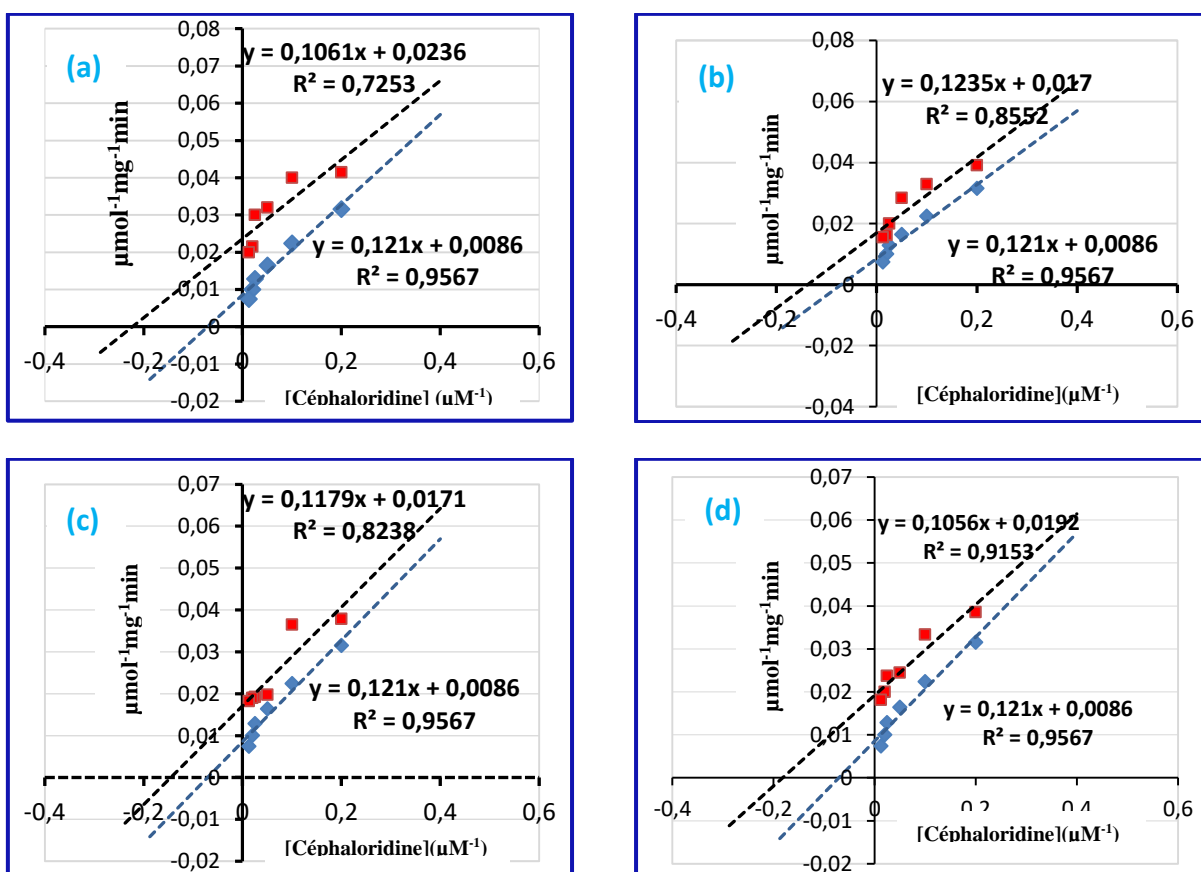 (a)
y = 0,1061x + 0,0236
R² = 0,7253
y = 0,121x + 0,0086
R² = 0,9567
µmol⁻¹mg⁻¹min
0,08
0,07
0,06
0,05
0,04
0,03
0,02
0,01
0
-0,01
-0,02
-0,4 -0,2 0 0,2 0,4 0,6
[Céphaloridine] (µM⁻¹)
(b)
y = 0,1235x + 0,017
R² = 0,8552
y = 0,121x + 0,0086
R² = 0,9567
µmol⁻¹mg⁻¹min
0,08
0,06
0,04
0,02
0
-0,02
-0,04
-0,4 -0,2 0 0,2 0,4 0,6
[Céphaloridine](µM⁻¹)
(c)
y = 0,1179x + 0,0171
R² = 0,8238
y = 0,121x + 0,0086
R² = 0,9567
µmol⁻¹mg⁻¹min
0,07
0,06
0,05
0,04
0,03
0,02
0,01
0
-0,01
-0,02
-0,4 -0,2 0 0,2 0,4 0,6
[Céphaloridine](µM⁻¹)
(d)
y = 0,1056x + 0,0192
R² = 0,9153
y = 0,121x + 0,0086
R² = 0,9567
µmol⁻¹mg⁻¹min
0,07
0,06
0,05
0,04
0,03
0,02
0,01
0
-0,01
-0,02
-0,4 -0,2 0 0,2 0,4 0,6
[Céphaloridine](µM⁻¹)